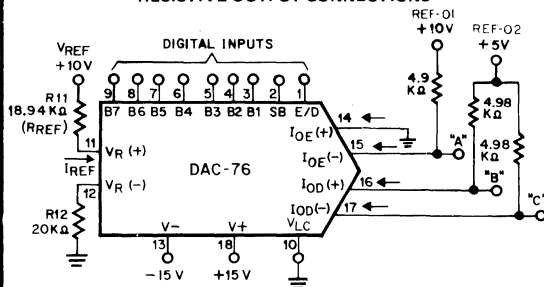 RESISTIVE OUTPUT CONNECTIONS
REF-01
+10V
REF-02
+5V
VREF
+10V
DIGITAL INPUTS
4.9
KΩ
4.98
KΩ
4.98
KΩ
R11
18.94KΩ
(RREF)
9 8 7 6 5 4 3 2 1
B7 B6 B5 B4 B3 B2 B1 SB E/D
14
IOE(+)
15
IOE(-)
"A"
16
IOD(+)
"B"
17
IOD(-)
"C"
11
VR(+)
IREF
12
VR(-)
DAC-76
R12
20KΩ
V- V+ VLC
13 18 10
-15V +15V